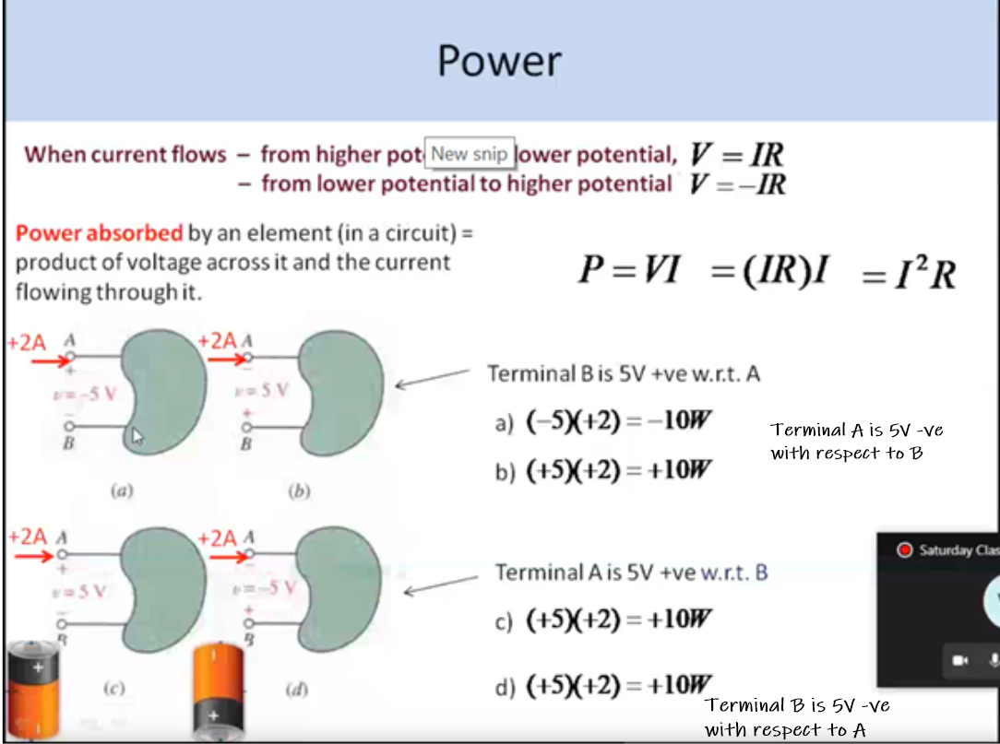 Power
When current flows – from higher pot New snip lower potential, V = IR
– from lower potential to higher potential V = –IR
Power absorbed by an element (in a circuit) =
product of voltage across it and the current
flowing through it.
P = VI = (IR)I = I²R
+2A A
+
v = –5 V
–
B
(a)
+2A A
–
v = 5 V
+
B
(b)
Terminal B is 5V +ve w.r.t. A
a) (–5)(+2) = –10W
b) (+5)(+2) = +10W
Terminal A is 5V -ve
with respect to B
+2A A
+
v = 5 V
–
B
+
(c)
+2A A
–
v = –5 V
+
B
+
(d)
Terminal A is 5V +ve w.r.t. B
c) (+5)(+2) = +10W
d) (+5)(+2) = +10W
Terminal B is 5V -ve
with respect to A
Saturday Clas